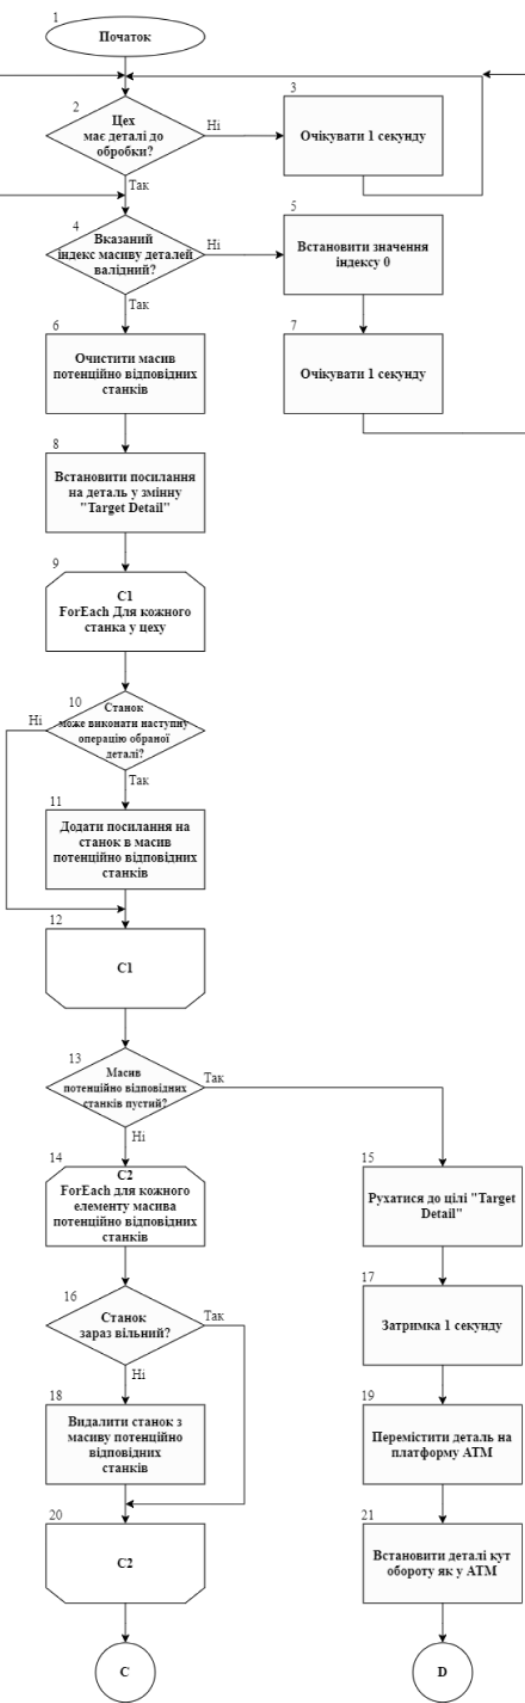 1
Початок
2
Цех
має деталі до
обробки?
Ні
3
Очікувати 1 секунду
Так
4
Вказаний
індекс масиву деталей
валідний?
Ні
5
Встановити значення
індексу 0
Так
6
Очистити масив
потенційно відповідних
станків
7
Очікувати 1 секунду
8
Встановити посилання
на деталь у змінну
"Target Detail"
9
C1
ForEach Для кожного
станка у цеху
10
Станок
може виконати наступну
операцію обраної
деталі?
Ні
Так
11
Додати посилання на
станок в масив
потенційно відповідних
станків
12
C1
13
Масив
потенційно відповідних
станків пустий?
Так
Ні
14
C2
ForEach для кожного
елементу масива
потенційно відповідних
станків
15
Рухатися до цілі "Target
Detail"
16
Станок
зараз вільний?
Так
Ні
17
Затримка 1 секунду
18
Видалити станок з
масиву потенційно
відповідних
станків
19
Перемістити деталь на
платформу АТМ
20
C2
21
Встановити деталі кут
обороту як у АТМ
C
D